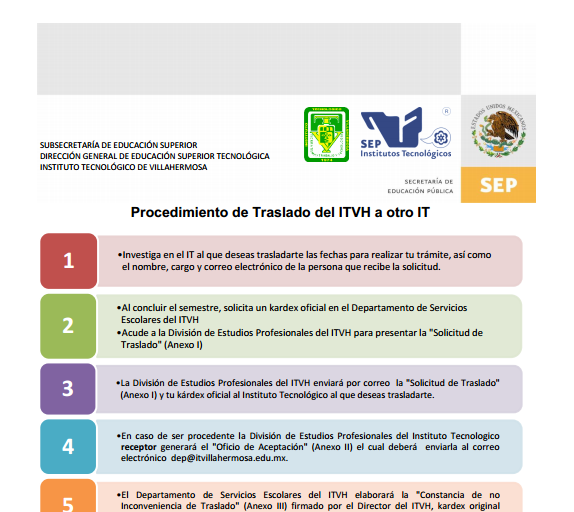 SUBSECRETARÍA DE EDUCACIÓN SUPERIOR
DIRECCIÓN GENERAL DE EDUCACIÓN SUPERIOR TECNOLÓGICA
INSTITUTO TECNOLÓGICO DE VILLAHERMOSA
SEP
Institutos Tecnológicos
®
ESTADOS UNIDOS MEXICANOS
SECRETARÍA DE
EDUCACIÓN PÚBLICA
SEP
Procedimiento de Traslado del ITVH a otro IT
1
•Investiga en el IT al que deseas trasladarte las fechas para realizar tu trámite, así como
el nombre, cargo y correo electrónico de la persona que recibe la solicitud.
2
•Al concluir el semestre, solicita un kardex oficial en el Departamento de Servicios
Escolares del ITVH
•Acude a la División de Estudios Profesionales del ITVH para presentar la "Solicitud de
Traslado" (Anexo I)
3
•La División de Estudios Profesionales del ITVH enviará por correo la "Solicitud de Traslado"
(Anexo I) y tu kárdex oficial al Instituto Tecnológico al que deseas trasladarte.
4
•En caso de ser procedente la División de Estudios Profesionales del Instituto Tecnologico
receptor generará el "Oficio de Aceptación" (Anexo II) el cual deberá enviarla al correo
electrónico dep@itvillahermosa.edu.mx.
5
•El Departamento de Servicios Escolares del ITVH elaborará la "Constancia de no
Inconveniencia de Traslado" (Anexo III) firmado por el Director del ITVH, kardex original